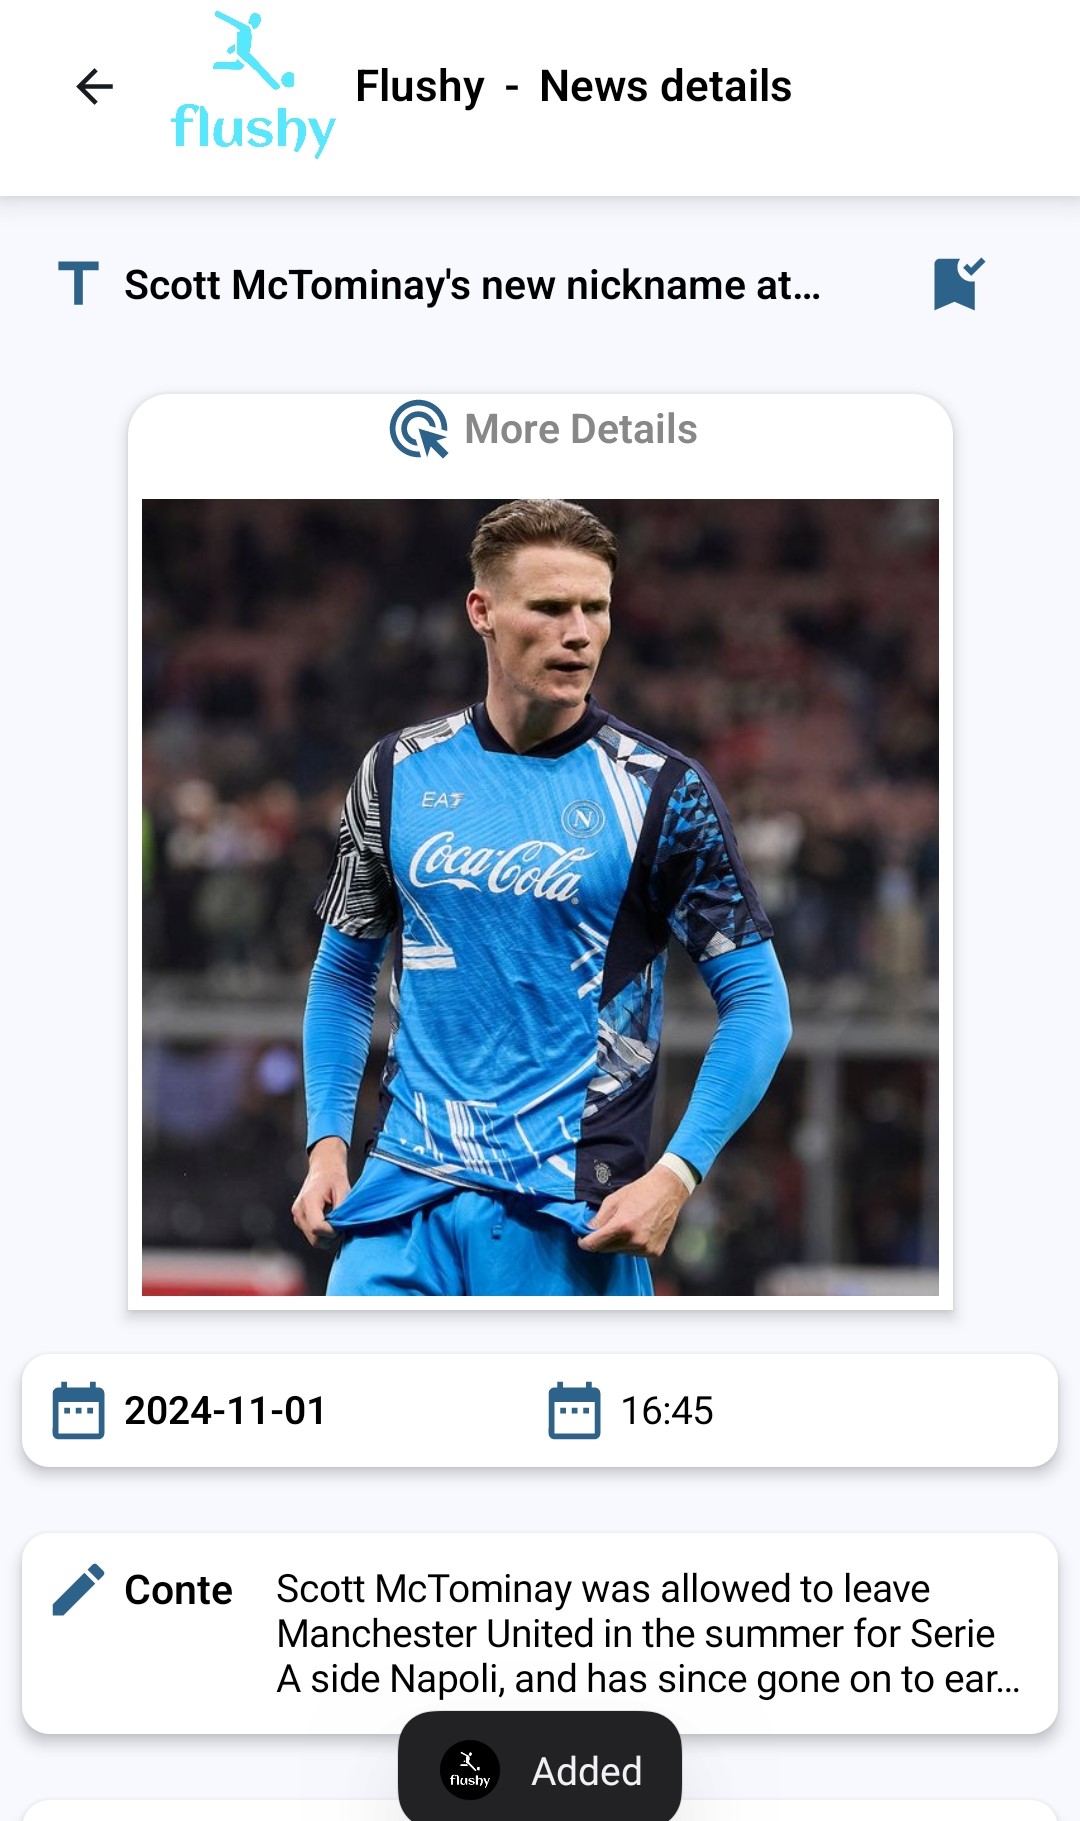 flushy
Flushy - News details
Scott McTominay's new nickname at...
More Details
EA7
N
Coca-Cola
2024-11-01
16:45
Conte
Scott McTominay was allowed to leave
Manchester United in the summer for Serie
A side Napoli, and has since gone on to ear...
flushy
Added